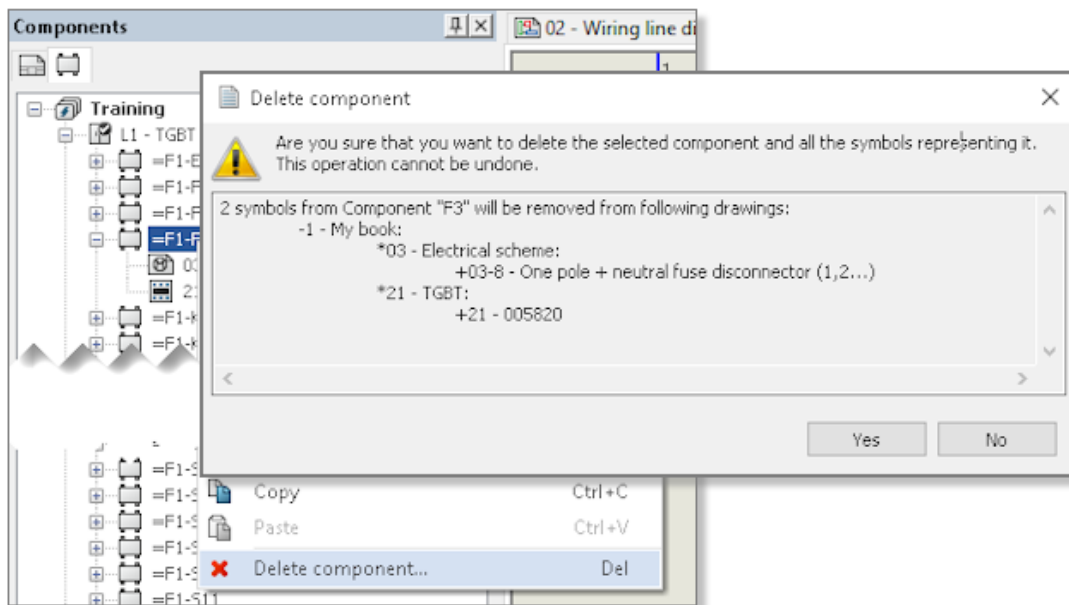 Components
02 - Wiring line di
1
Training
L1 - TGBT
=F1-E
=F1-F
=F1-F
=F1-F
03
21
=F1-K
=F1-K
Delete component
Are you sure that you want to delete the selected component and all the symbols representing it.
This operation cannot be undone.
2 symbols from Component "F3" will be removed from following drawings:
-1 - My book:
*03 - Electrical scheme:
+03-8 - One pole + neutral fuse disconnector (1,2...)
*21 - TGBT:
+21 - 005820
Yes No
=F1-S
=F1-S
=F1-S
=F1-S
=F1-S
=F1-S11
Copy Ctrl+C
Paste Ctrl+V
Delete component... Del